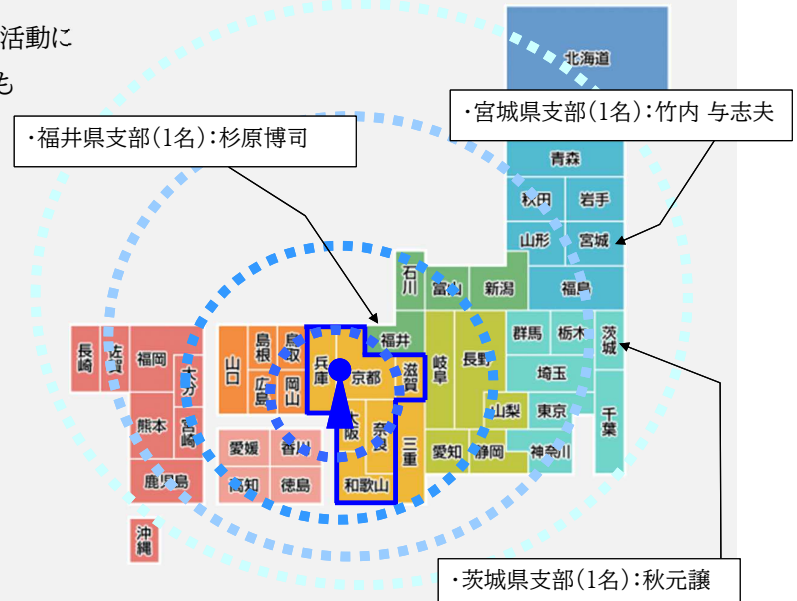 活動に
も
北海道
・宮城県支部(1名):竹内 与志夫
・福井県支部(1名):杉原博司
青森
秋田
岩手
山形
宮城
石川
富山
新潟
福島
福井
群馬
栃木
茨城
長崎
佐賀
福岡
大分
山口
島根
鳥取
兵庫
京都
滋賀
岐阜
長野
埼玉
広島
岡山
山梨
東京
千葉
熊本
宮崎
大阪
奈良
三重
愛媛
香川
愛知
静岡
神奈川
鹿児島
高知
徳島
和歌山
沖縄
・茨城県支部(1名):秋元譲